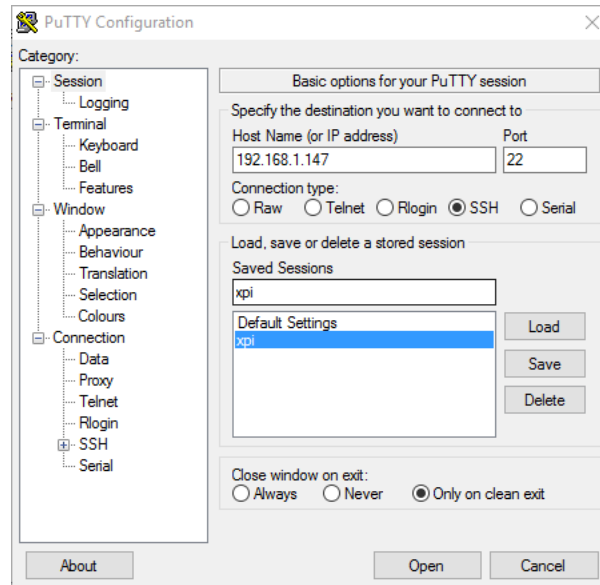 PuTTY Configuration
Category:
Session
Logging
Terminal
Keyboard
Bell
Features
Window
Appearance
Behaviour
Translation
Selection
Colours
Connection
Data
Proxy
Telnet
Rlogin
SSH
Serial
Basic options for your PuTTY session
Specify the destination you want to connect to
Host Name (or IP address) Port
192.168.1.147 22
Connection type:
Raw Telnet Rlogin SSH Serial
Load, save or delete a stored session
Saved Sessions
xpi
Default Settings
xpi
Load
Save
Delete
Close window on exit:
Always Never Only on clean exit
About Open Cancel